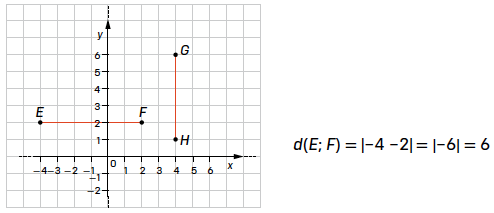 y
6
G
5
4
3
E
F
2
1
H
-4 -3 -2 -1 0 1 2 3 4 5 6 x
-1
-2
d(E; F) = |-4 -2| = |-6| = 6